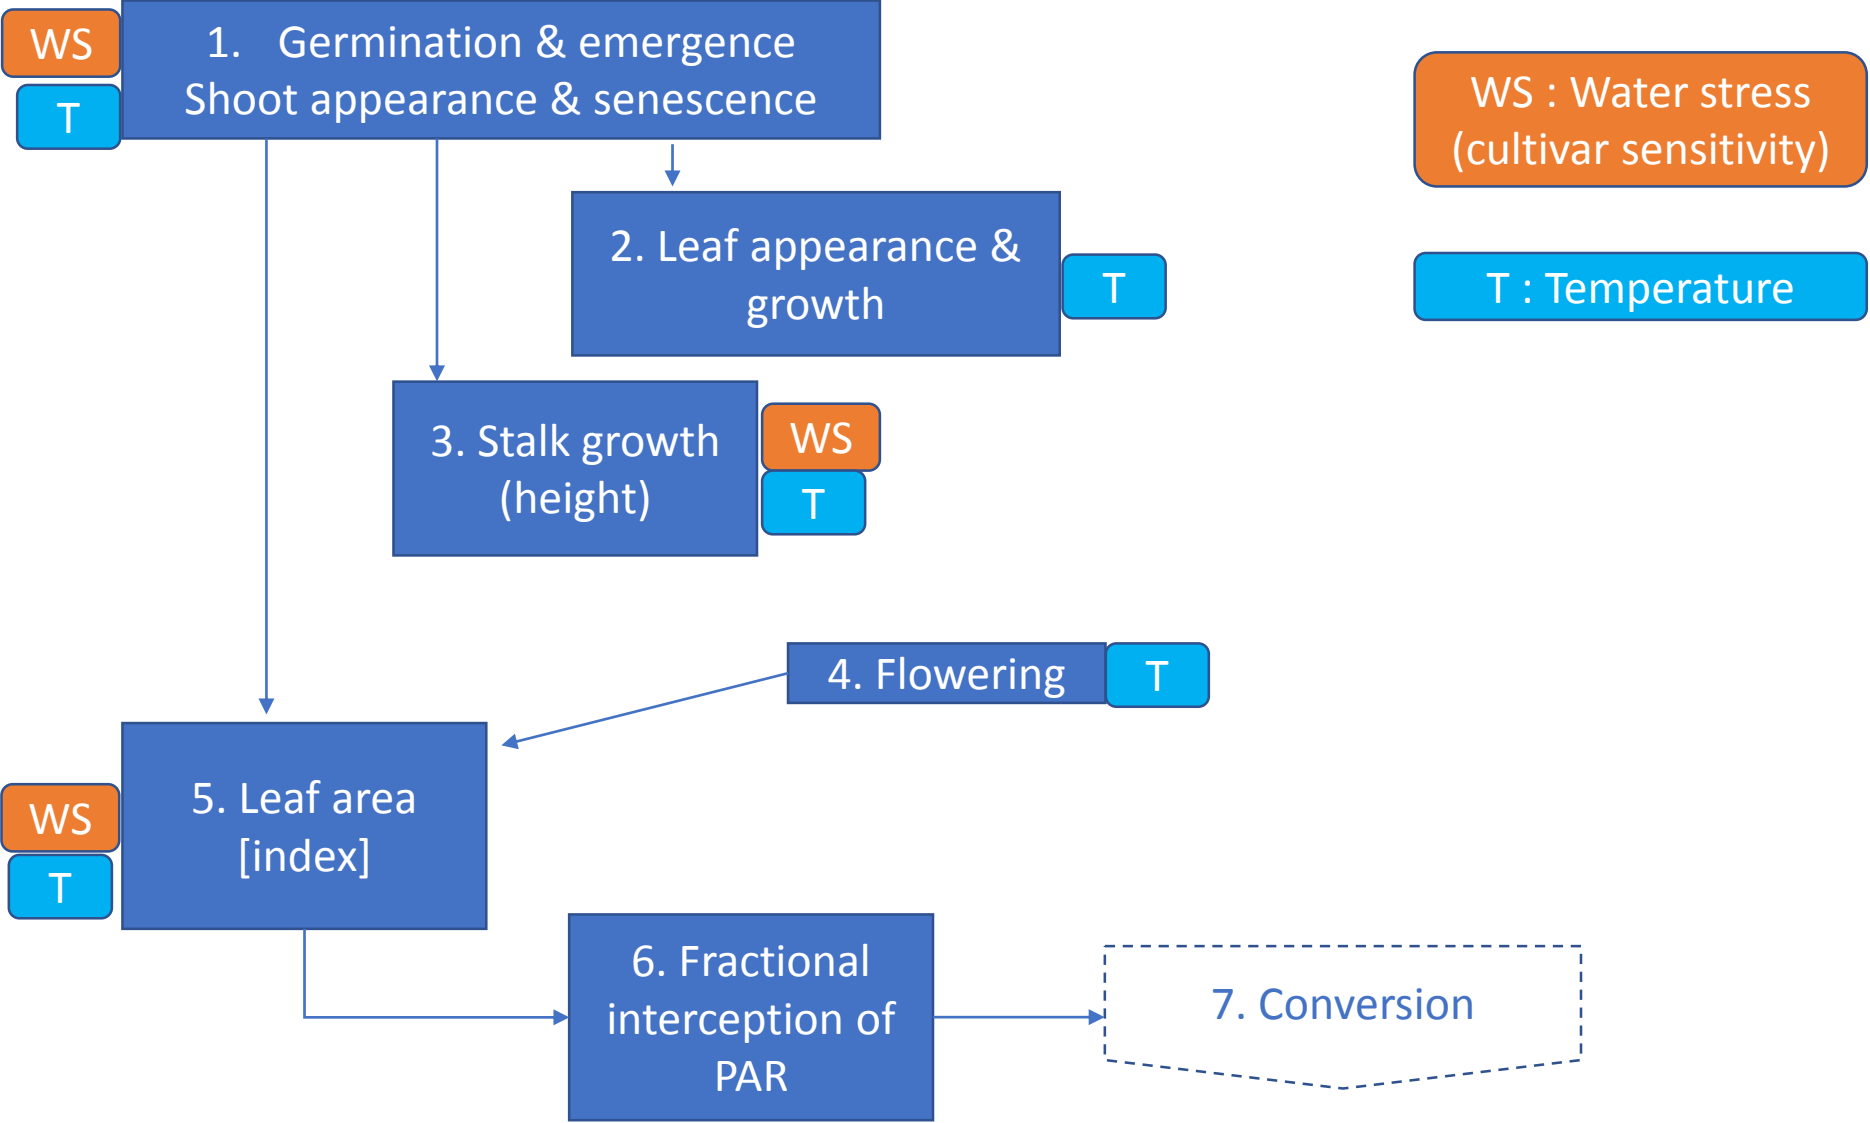 WS
T
1. Germination & emergence
Shoot appearance & senescence
WS : Water stress
(cultivar sensitivity)
T : Temperature
2. Leaf appearance &
growth
T
3. Stalk growth
(height)
WS
T
4. Flowering
T
WS
T
5. Leaf area
[index]
6. Fractional
interception of
PAR
7. Conversion